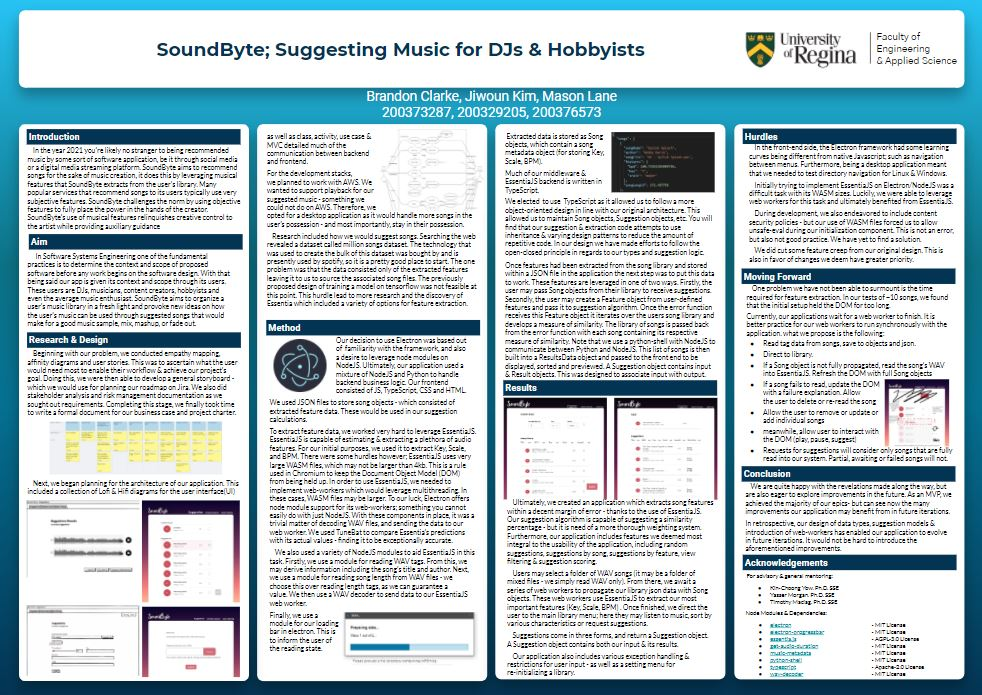 SoundByte; Suggesting Music for DJs & Hobbyists
University
of Regina
Faculty of
Engineering
& Applied Science
Brandon Clarke, Jiwoun Kim, Mason Lane
200373287, 200329205, 200376573
Introduction
In the year 2021 you're likely no stranger to being recommended
music by some sort of software application, be it through social media
or a digital media streaming platform. SoundByte aims to recommend
songs for the sake of music creation, it does this by leveraging musical
features that SoundByte extracts from the user's library. Many
popular services that recommend songs to its users typically use very
subjective features. SoundByte challenges the norm by using objective
features to fully place the power in the hands of the creator.
SoundByte's use of musical features relinquishes creative control to
the artist while providing auxiliary guidance
Aim
In Software Systems Engineering one of the fundamental
practices is to determine the context and scope of proposed
software before any work begins on the software design. With that
being said our app is given its context and scope through its users.
These users are DJs, musicians, content creators, hobbyists and
even the average music enthusiast. SoundByte aims to organize a
user's music library in a fresh light and provoke new ideas on how
the user's music can be used through suggested songs that would
make for a good music sample, mix, mashup, or fade out.
Research & Design
Beginning with our problem, we conducted empathy mapping,
affinity diagrams and user stories. This was to ascertain what the user
would need most to enable their workflow & achieve our project's
goal. Doing this, we were then able to develop a general storyboard -
which we would use for planning our roadmap on Jira. We also did
stakeholder analysis and risk management documentation as we
sought out requirements. Completing this stage, we finally took time
to write a formal document for our business case and project charter.
Next, we began planning for the architecture of our application. This
included a collection of Lofi & Hifi diagrams for the user interface(UI)
as well as class, activity, use case &
MVC detailed much of the
communication between backend
and frontend.
For the development stacks,
we planned to work with AWS. We
wanted to support playback for our
suggested music - something we
could not do on AWS. Therefore, we
opted for a desktop application as it would handle more songs in the
user's possession - and most importantly, stay in their possession.
Research included how we would suggest songs. Searching the web
revealed a dataset called million songs dataset. The technology that
was used to create the bulk of this dataset was bought by and is
presently used by spotify, so it is a pretty good place to start. The one
problem was that the data consisted only of the extracted features
leaving it to us to source the associated song files. The previously
proposed design of training a model on tensorflow was not feasible at
this point. This hurdle lead to more research and the discovery of
Essentia which included a variety of options for feature extraction.
Method
Our decision to use Electron was based out
of familiarity with the framework, and also
a desire to leverage node modules on
NodeJS. Ultimately, our application used a
mixture of NodeJS and Python to handle
backend business logic. Our frontend
consisted of JS, TypeScript, CSS and HTML.
We used JSON files to store song objects - which consisted of
extracted feature data. These would be used in our suggestion
calculations.
To extract feature data, we worked very hard to leverage EssentiaJS.
EssentiaJS is capable of estimating & extracting a plethora of audio
features. For our initial purposes, we used it to extract Key, Scale,
and BPM. There were some hurdles however; EssentiaJS uses very
large WASM files, which may not be larger than 4kb. This is a rule
used in Chromium to keep the Document Object Model (DOM)
from being held up. In order to use EssentiaJS, we needed to
implement web-workers which would leverage multithreading. In
these cases, WASM files may be larger. To our luck, Electron offers
node module support for its web-workers; something you cannot
easily do with just NodeJS. With these components in place, it was a
trivial matter of decoding WAV files, and sending the data to our
web worker. We used TuneBat to compare Essentia's predictions
with its actual values - finding it to be exceptionally accurate.
We also used a variety of NodeJS modules to aid EssentiaJS in this
task. Firstly, we use a module for reading WAV tags. From this, we
may derive information including the song's title and author. Next,
we use a module for reading song length from WAV files - we
choose this over reading length tags, as we can guarantee a
value. We then use a WAV decoder to send data to our EssentiaJS
web worker.
Finally, we use a
module for our loading
bar in electron. This is
to inform the user of
the reading state.
Preparing data...
Extracted data is stored as Song
objects, which contain a song
metadata object (for storing Key,
Scale, BPM).
Much of our middleware &
EssentiaJS backend is written in
TypeScript.
We elected to use TypeScript as it allowed us to follow a more
object-oriented design in line with our original architecture. This
allowed us to maintain Song objects, Suggestion objects, etc. You will
find that our suggestion & extraction code attempts to use
inheritance & varying design patterns to reduce the amount of
repetitive code. In our design we have made efforts to follow the
open-closed principle in regards to our types and suggestion logic.
Once features had been extracted from the song library and stored
within a JSON file in the application the next step was to put this data
to work. These features are leveraged in one of two ways. Firstly, the
user may pass Song objects from their library to receive suggestions.
Secondly, the user may create a Feature object from user-defined
features and pass it to suggestion algorithm. Once the error function
receives this Feature object it iterates over the users song library and
develops a measure of similarity. The library of songs is passed back
from the error function with each song containing its respective
measure of similarity. Note that we use a python-shell with NodeJS to
communicate between Python and NodeJS. This list of songs is then
built into a ResultsData object and passed to the front end to be
displayed, sorted and previewed. A Suggestion object contains Input
& Result objects. This was designed to associate input with output.
Results
Ultimately, we created an application which extracts song features
within a decent margin of error - thanks to the use of EssentiaJS.
Our suggestion algorithm is capable of suggesting a similarity
percentage - but it is need of a more thorough weighting system.
Furthermore, our application includes features we deemed most
integral to the usability of the application, including random
suggestions, suggestions by song, suggestions by feature, view
filtering & suggestion scoring.
Users may select a folder of WAV songs (it may be a folder of
mixed files - we simply read WAV only). From there, we await a
series of web-workers to propagate our library json data with Song
objects. These web-workers use EssentiaJS to extract our most
important features (Key, Scale, BPM) . Once finished, we direct the
user to the main library menu; here they may listen to music, sort by
various characteristics or request suggestions.
Suggestions come in three forms, and return a Suggestion object.
A Suggestion object contains both our input & its results.
Our application also includes various exception handling &
restrictions for user input - as well as a setting menu for
re-initializing a library.
Hurdles
In the front-end side, the Electron framework had some learning
curves being different from native Javascript; such as navigation
between menus. Furthermore, being a desktop application meant
that we needed to test directory navigation for Linux & Windows.
Initially trying to implement EssentiaJS on Electron/NodeJS was a
difficult task with its WASM sizes. Luckily, we were able to leverage
web workers for this task and ultimately benefited from EssentiaJS.
During development, we also endeavored to include content
security policies - but our use of WASM files forced us to allow
unsafe-eval during our initialization component. This is not an error,
but also not good practice. We have yet to find a solution.
We did cut some feature creep from our original design. This is
also in favor of changes we deem have greater priority.
Moving Forward
One problem we have not been able to surmount is the time
required for feature extraction. In our tests of ~10 songs, we found
that the initial setup held the DOM for too long.
Currently, our applications wait for a web worker to finish. It is
better practice for our web workers to run synchronously with the
application, what we propose is the following:
• Read tag data from songs, save to objects and json.
• Direct to library.
• If a Song object is not fully propagated, read the song's WAV
into EssentiaJS. Refresh the DOM with full Song objects
• If a song fails to read, update the DOM
with a failure explanation. Allow
the user to delete or re-read the song
• Allow the user to remove or update or
add individual songs
• meanwhile, allow user to interact with
the DOM (play, pause, suggest)
• Requests for suggestions will consider only songs that are fully
read into our system. Partial, awaiting or failed songs will not.
Conclusion
We are quite happy with the revelations made along the way, but
are also eager to explore improvements in the future. As an MVP, we
achieved the majority of our epics - but can see now the many
improvements our application may benefit from in future iterations.
In retrospective, our design of data types, suggestion models &
introduction of web-workers has enabled our application to evolve
in future iterations. It would not be hard to introduce the
aforementioned improvements.
Acknowledgements
For advisory & general mentoring:
• Kin-Choong Yow, Ph.D. SSE
• Yasser Morgan, Ph.D. SSE
• Timothy Maciag, Ph.D. SSE
Node Modules & Dependencies:
• electron - MIT License
• electron-progressbar - MIT License
• essentia.js - AGPL-3.0 License
• get-audio-duration - MIT License
• music-metadata - MIT License
• python-shell - MIT License
• typescript - Apache-2.0 License
• wav-decoder - MIT License